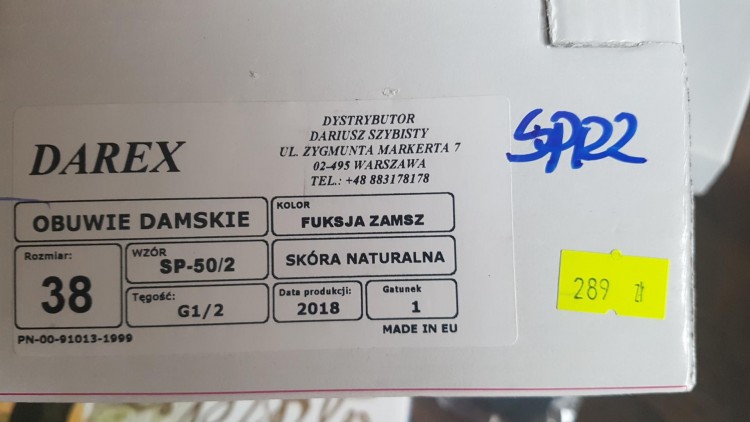 DAREX
DYSTRYBUTOR
DARIUSZ SZYBISTY
UL. ZYGMUNTA MARKERTA 7
02-495 WARSZAWA
TEL.: +48 883178178
OBUWIE DAMSKIE
KOLOR
FUKSJA ZAMSZ
Rozmiar:
38
WZÓR
SP-50/2
SKÓRA NATURALNA
Tęgość:
G1/2
Data produkcji:
2018
Gatunek
1
PN-00-91013-1999
MADE IN EU
289 zł